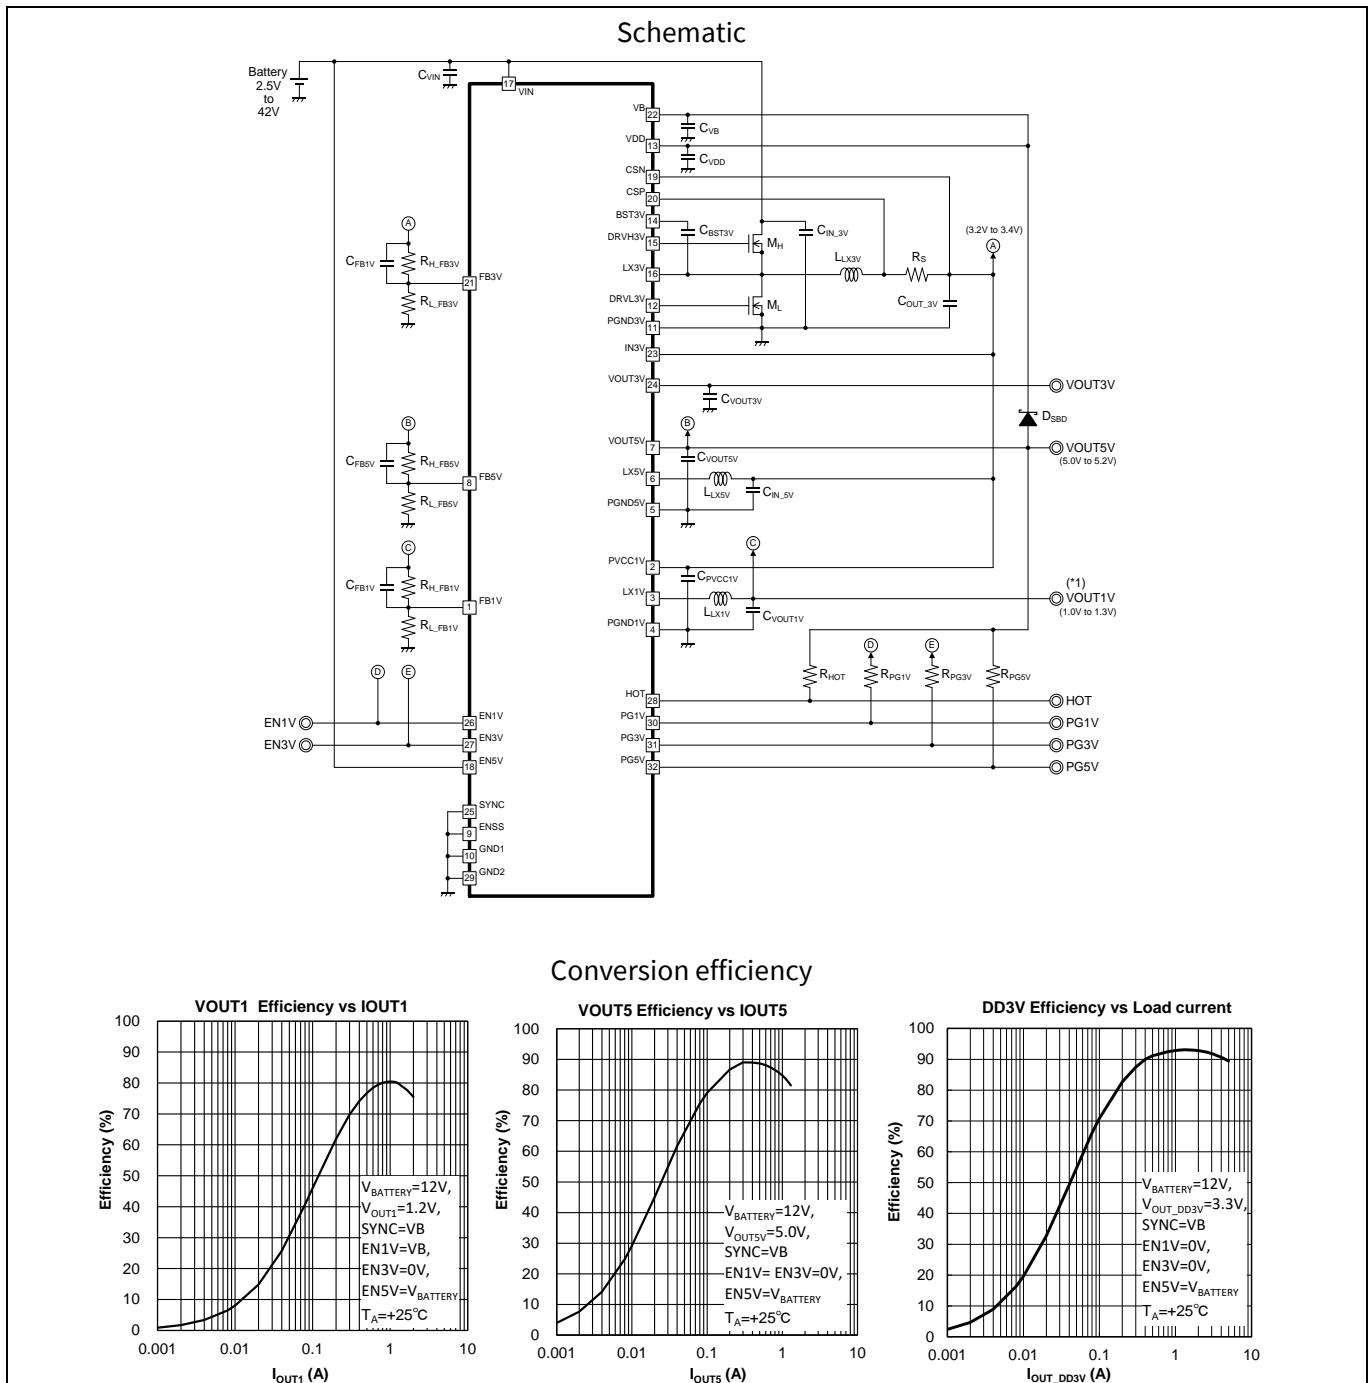 Schematic
Battery
2.5V
to
42V
CVIN
17
VIN
VB
22
CVB
VDD
13
CVDD
CSN
19
CSP
20
BST3V
14
CBST3V
CIN_3V
(3.2V to 3.4V)
A
DRVH3V
15
MH
LX3V
16
LLX3V
RS
COUT_3V
DRVL3V
12
ML
PGND3V
11
IN3V
23
VOUT3V
24
CVOUT3V
VOUT3V
A
CFB1V
RH_FB3V
21
FB3V
RL_FB3V
DSBD
B
VOUT5V
7
CVOUT5V
VOUT5V
(5.0V to 5.2V)
LX5V
6
LLX5V
CIN_5V
PGND5V
5
B
CFB5V
RH_FB5V
8
FB5V
RL_FB5V
C
PVCC1V
2
CPVCC1V
LX1V
3
LLX1V
CVOUT1V
(*1)
VOUT1V
(1.0V to 1.3V)
PGND1V
4
C
CFB1V
RH_FB1V
1
FB1V
RL_FB1V
D
E
RHOT
D
RPG1V
E
RPG3V
RPG5V
HOT
28
HOT
EN1V
26
EN1V
PG1V
30
PG1V
EN3V
27
EN3V
PG3V
31
PG3V
18
EN5V
PG5V
32
PG5V
25
SYNC
9
ENSS
10
GND1
29
GND2
Conversion efficiency
VOUT1 Efficiency vs IOUT1
Efficiency (%)
100
90
80
70
60
50
40
30
20
10
0
VBATTERY=12V,
VOUT1=1.2V,
SYNC=VB
EN1V=VB,
EN3V=0V,
EN5V=VBATTERY
TA=+25°C
0.001 0.01 0.1 1 10
IOUT1 (A)
VOUT5 Efficiency vs IOUT5
Efficiency (%)
100
90
80
70
60
50
40
30
20
10
0
VBATTERY=12V,
VOUT5V=5.0V,
SYNC=VB
EN1V= EN3V=0V,
EN5V=VBATTERY
TA=+25°C
0.001 0.01 0.1 1 10
IOUT5 (A)
DD3V Efficiency vs Load current
Efficiency (%)
100
90
80
70
60
50
40
30
20
10
0
VBATTERY=12V,
VOUT_DD3V=3.3V,
SYNC=VB
EN1V=0V,
EN3V=0V,
EN5V=VBATTERY
TA=+25°C
0.001 0.01 0.1 1 10
IOUT_DD3V (A)